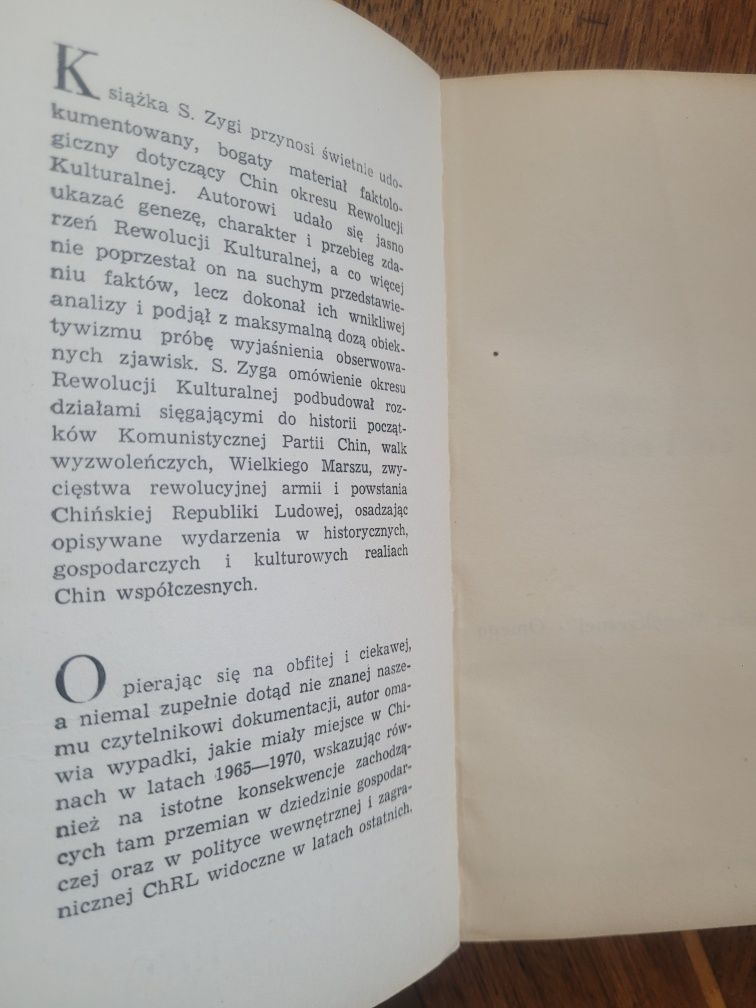 Książka S. Zygi przynosi świetnie udo-
kumentowany, bogaty materiał faktolo-
giczny dotyczący Chin okresu Rewolucji
Kulturalnej. Autorowi udało się jasno
ukazać genezę, charakter i przebieg zda-
rzeń Rewolucji Kulturalnej, a co więcej
nie poprzestał on na suchym przedstawie-
niu faktów, lecz dokonał ich wnikliwej
analizy i podjął z maksymalną dozą obiek-
tywizmu próbę wyjaśnienia obserwowa-
nych zjawisk. S. Zyga omówienie okresu
Rewolucji Kulturalnej podbudował roz-
działami sięgającymi do historii począt-
ków Komunistycznej Partii Chin, walk
wyzwoleńczych, Wielkiego Marszu, zwy-
cięstwa rewolucyjnej armii i powstania
Chińskiej Republiki Ludowej, osadzając
opisywane wydarzenia w historycznych,
gospodarczych i kulturowych realiach
Chin współczesnych.
Opierając się na obfitej i ciekawej,
a niemal zupełnie dotąd nie znanej nasze-
mu czytelnikowi dokumentacji, autor oma-
wia wypadki, jakie miały miejsce w Chi-
nach w latach 1965—1970, wskazując rów-
nież na istotne konsekwencje zachodzą-
cych tam przemian w dziedzinie gospodar-
czej oraz w polityce wewnętrznej i zagra-
nicznej ChRL widoczne w latach ostatnich.